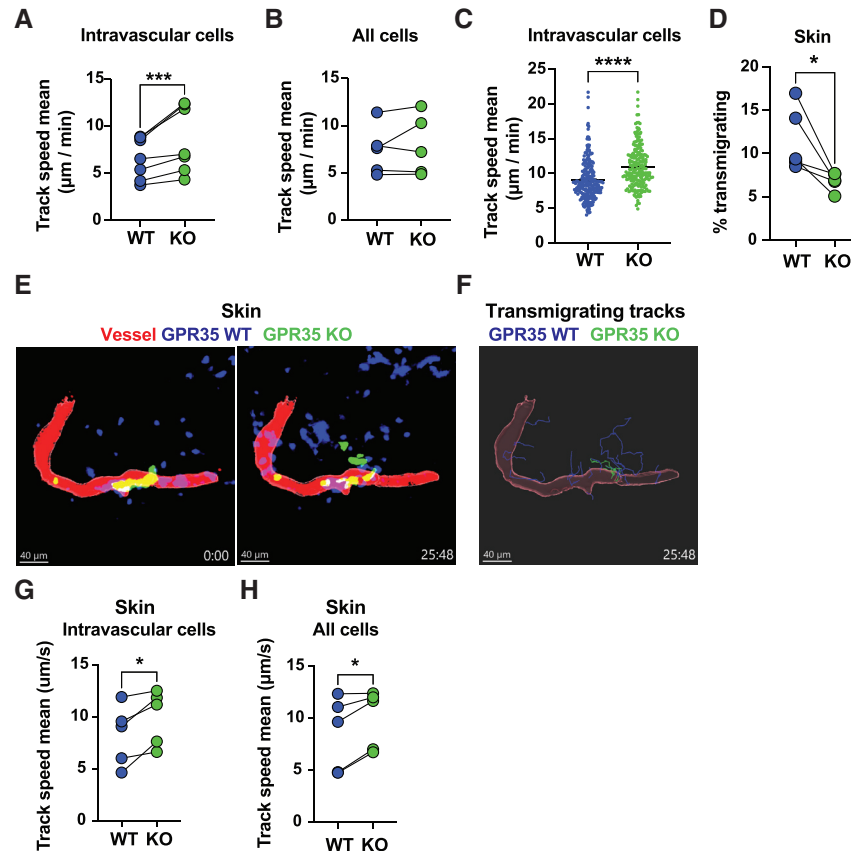 A
Intravascular cells
Track speed mean
(µm / min)
15
10
5
0
***
WT KO
B
All cells
Track speed mean
(µm / min)
15
10
5
0
WT KO
C
Intravascular cells
Track speed mean
(µm / min)
25
20
15
10
5
0
****
WT KO
D
Skin
% transmigrating
20
15
10
5
0
*
WT KO
E
Skin
Vessel GPR35 WT GPR35 KO
40 µm
0:00
40 µm
25:48
F
Transmigrating tracks
GPR35 WT GPR35 KO
40 µm
25:48
G
Skin
Intravascular cells
Track speed mean (um/s)
15
10
5
0
*
WT KO
H
Skin
All cells
Track speed mean (µm/s)
15
10
5
0
*
WT KO